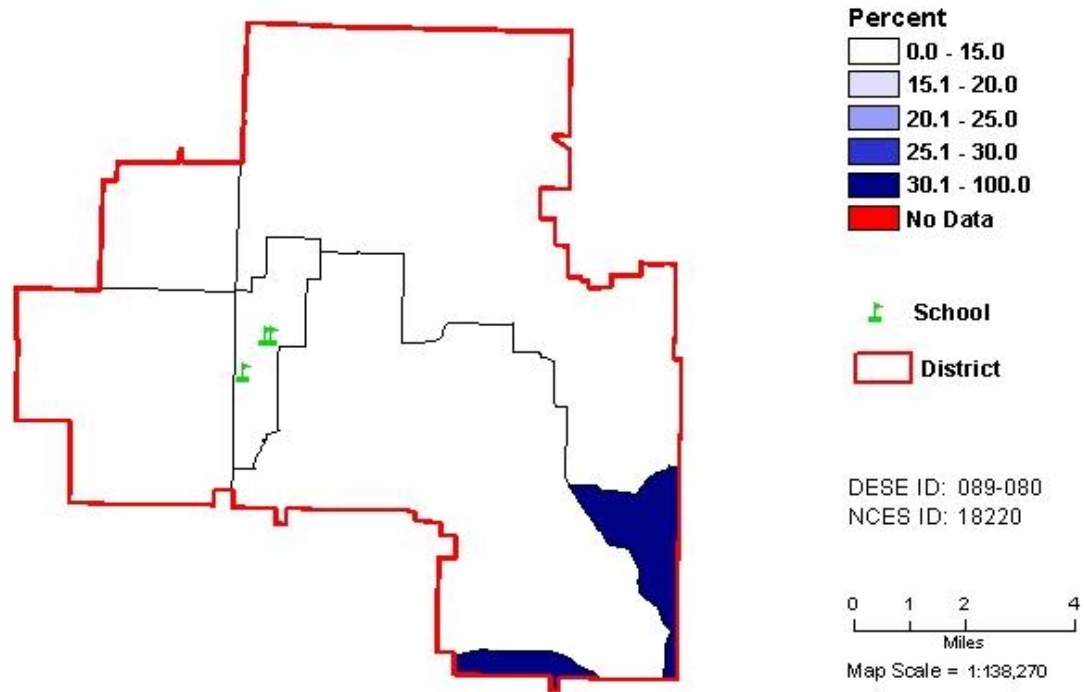 Percent
0.0 - 15.0
15.1 - 20.0
20.1 - 25.0
25.1 - 30.0
30.1 - 100.0
No Data
School
District
DESE ID: 089-080
NCES ID: 18220
0 1 2 4
Miles
Map Scale = 1:138,270